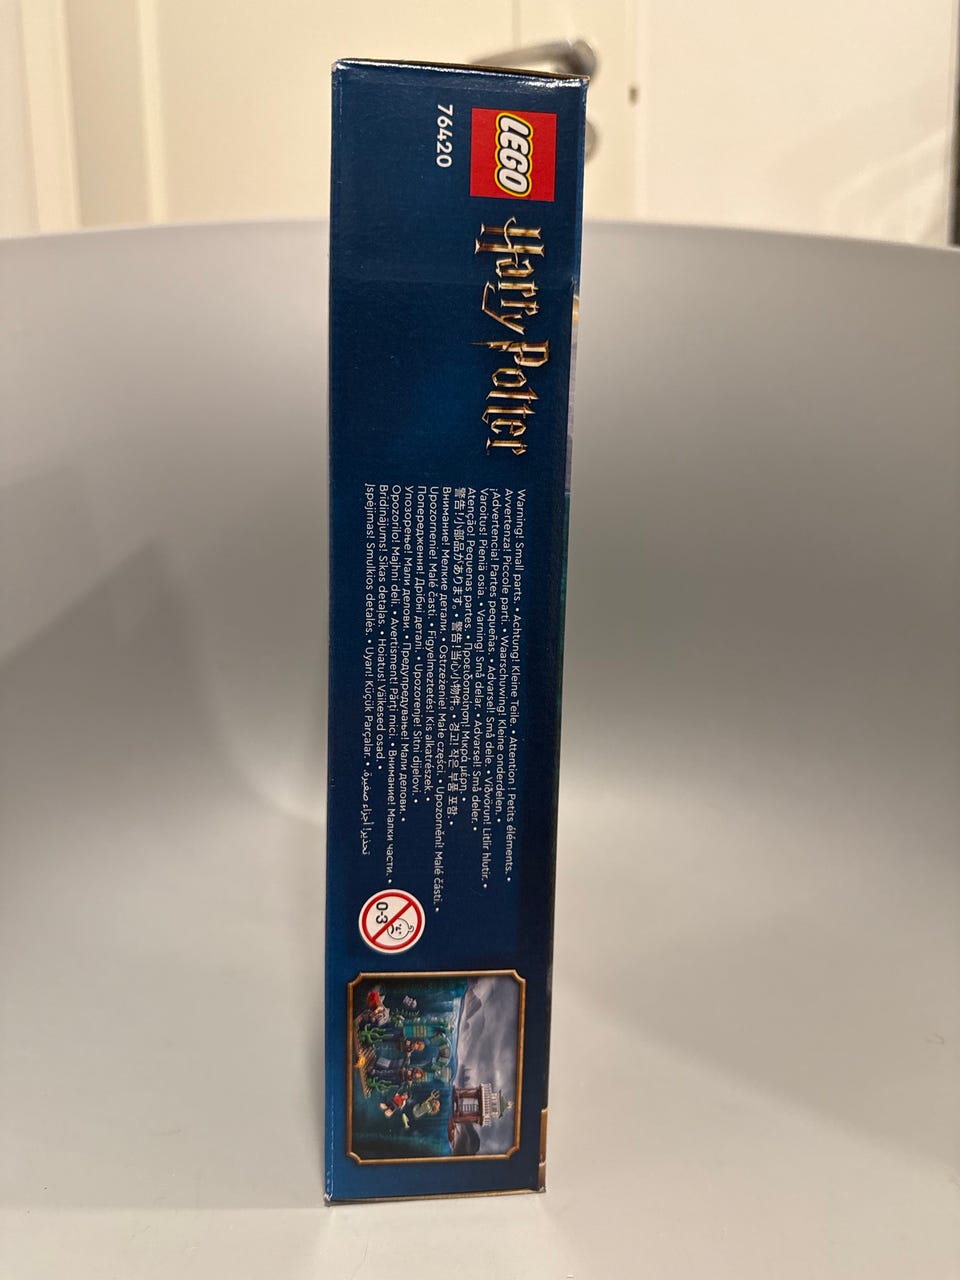 LEGO
76420
Harry Potter
Warning! Small parts. • Achtung! Kleine Teile. • Attention ! Petits éléments. •
Avvertenza! Piccole parti. • Waarschuwing! Kleine onderdelen. •
¡Advertencia! Partes pequeñas. • Advarsel! Små dele. • Viðvörun! Litlir hlutir. •
Varoitus! Pieniä osia. • Varning! Små delar. • Advarsel! Små deler. •
Atenção! Pequenas partes. • Προειδοποίηση! Μικρά μέρη. •
警告!小部品があります。• 警告!当心小物件。• 경고! 작은 부품 포함. •
Внимание! Мелкие детали. • Ostrzeżenie! Małe części. • Upozornění! Malé části. •
Upozornenie! Malé časti. • Figyelmeztetés! Kis alkatrészek. •
Попередження! Дрібні деталі. • Upozorenje! Sitni dijelovi. •
Упозорење! Мали делови. • Предупредување! Мали делови. •
Opozorilo! Majhni deli. • Avertisment! Părți mici. • Внимание! Малки части. •
Brīdinājums! Sīkas detaļas. • Hoiatus! Väikesed osad. •
Įspėjimas! Smulkios detalės. • Uyarı! Küçük Parçalar. • تحذير! أجزاء صغيرة.
0-3